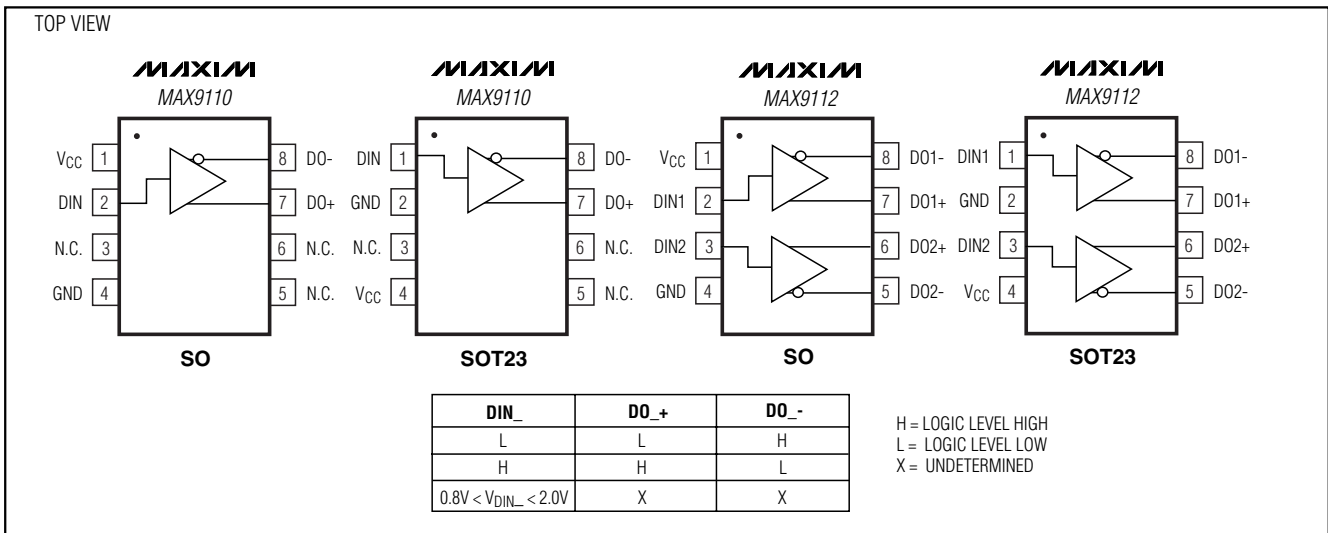 TOP VIEW
MAXIM
MAX9110
VCC 1
DIN 2
N.C. 3
GND 4
8 DO-
7 DO+
6 N.C.
5 N.C.
SO
MAXIM
MAX9110
DIN 1
GND 2
N.C. 3
VCC 4
8 DO-
7 DO+
6 N.C.
5 N.C.
SOT23
MAXIM
MAX9112
VCC 1
DIN1 2
DIN2 3
GND 4
8 DO1-
7 DO1+
6 DO2+
5 DO2-
SO
MAXIM
MAX9112
DIN1 1
GND 2
DIN2 3
VCC 4
8 DO1-
7 DO1+
6 DO2+
5 DO2-
SOT23
DIN_ DO_+ DO_-
L L H
H H L
0.8V < VDIN_ < 2.0V X X
H = LOGIC LEVEL HIGH
L = LOGIC LEVEL LOW
X = UNDETERMINED